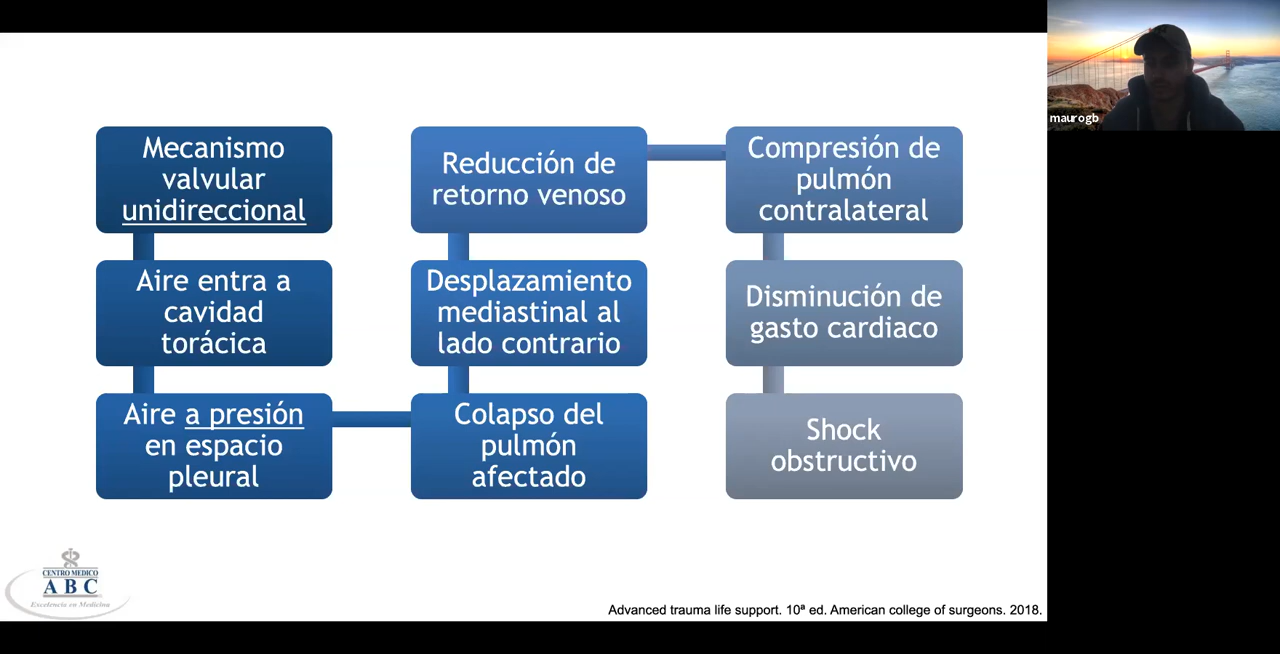 Mecanismo
valvular
unidireccional
Aire entra a
cavidad
torácica
Aire a presión
en espacio
pleural
Colapso del
pulmón
afectado
Desplazamiento
mediastinal al
lado contrario
Reducción de
retorno venoso
Compresión de
pulmón
contralateral
Disminución de
gasto cardiaco
Shock
obstructivo
CENTRO MEDICO
ABC
Excelencia en Medicina
Advanced trauma life support. 10ª ed. American college of surgeons. 2018.
maurogb